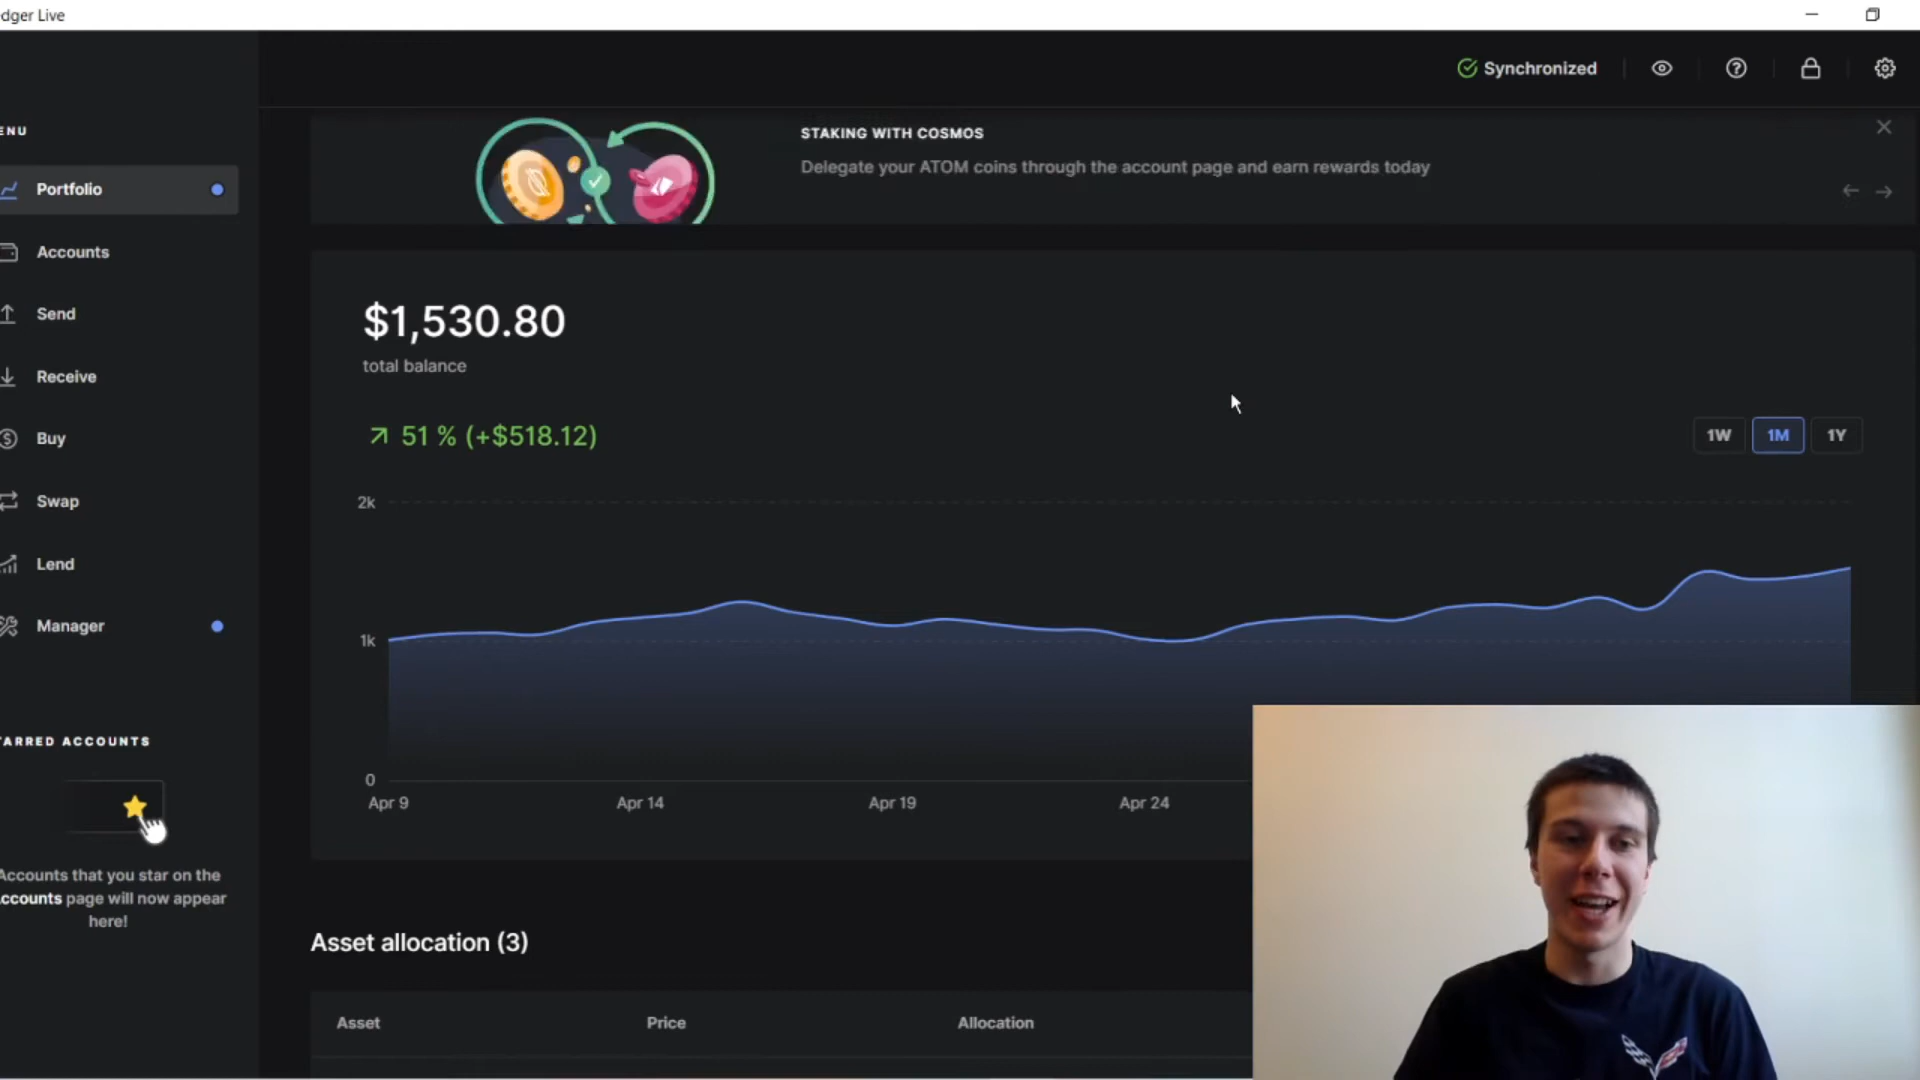 dger Live
Synchronized
ENU
Portfolio
Accounts
Send
Receive
Buy
Swap
Lend
Manager
TARRED ACCOUNTS
Accounts that you star on the
ccounts page will now appear
here!
STAKING WITH COSMOS
Delegate your ATOM coins through the account page and earn rewards today
$1,530.80
total balance
51 % (+$518.12)
1W 1M 1Y
2k
1k
0
Apr 9 Apr 14 Apr 19 Apr 24
Asset allocation (3)
Asset Price Allocation